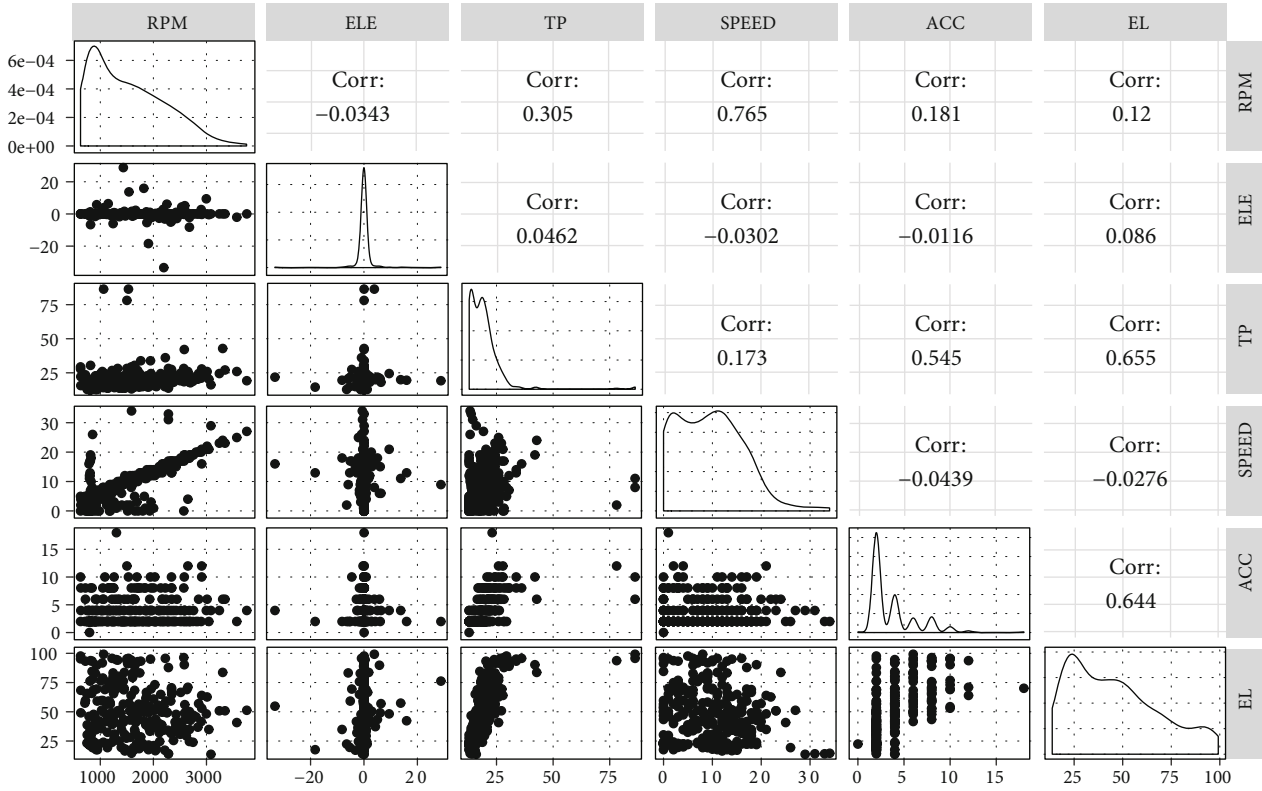 RPM ELE TP SPEED ACC EL
6e−04
4e−04
2e−04
0e+00
Corr:
−0.0343
Corr:
0.305
Corr:
0.765
Corr:
0.181
Corr:
0.12
RPM
20
0
−20
Corr:
0.0462
Corr:
−0.0302
Corr:
−0.0116
Corr:
0.086
ELE
75
50
25
Corr:
0.173
Corr:
0.545
Corr:
0.655
TP
30
20
10
0
Corr:
−0.0439
Corr:
−0.0276
SPEED
15
10
5
0
Corr:
0.644
ACC
100
75
50
25
EL
1000 2000 3000 −20 0 20 25 50 75 0 10 20 30 0 5 10 15 25 50 75 100